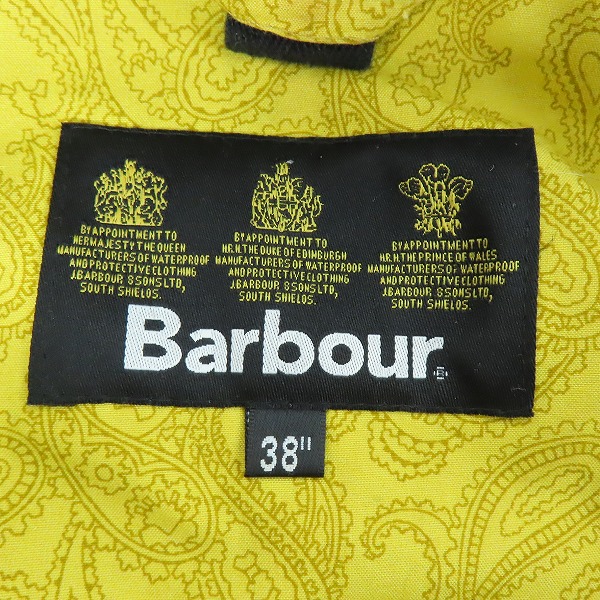 BY APPOINTMENT TO
HER MAJESTY THE QUEEN
MANUFACTURERS OF WATERPROOF
AND PROTECTIVE CLOTHING
J.BARBOUR & SONS LTD,
SOUTH SHIELDS.
BY APPOINTMENT TO
H.R.H. THE DUKE OF EDINBURGH
MANUFACTURERS OF WATERPROOF
AND PROTECTIVE CLOTHING
J.BARBOUR & SONS LTD,
SOUTH SHIELDS.
BY APPOINTMENT TO
H.R.H. THE PRINCE OF WALES
MANUFACTURERS OF WATERPROOF
AND PROTECTIVE CLOTHING
J.BARBOUR & SONS LTD,
SOUTH SHIELDS.
Barbour
38"